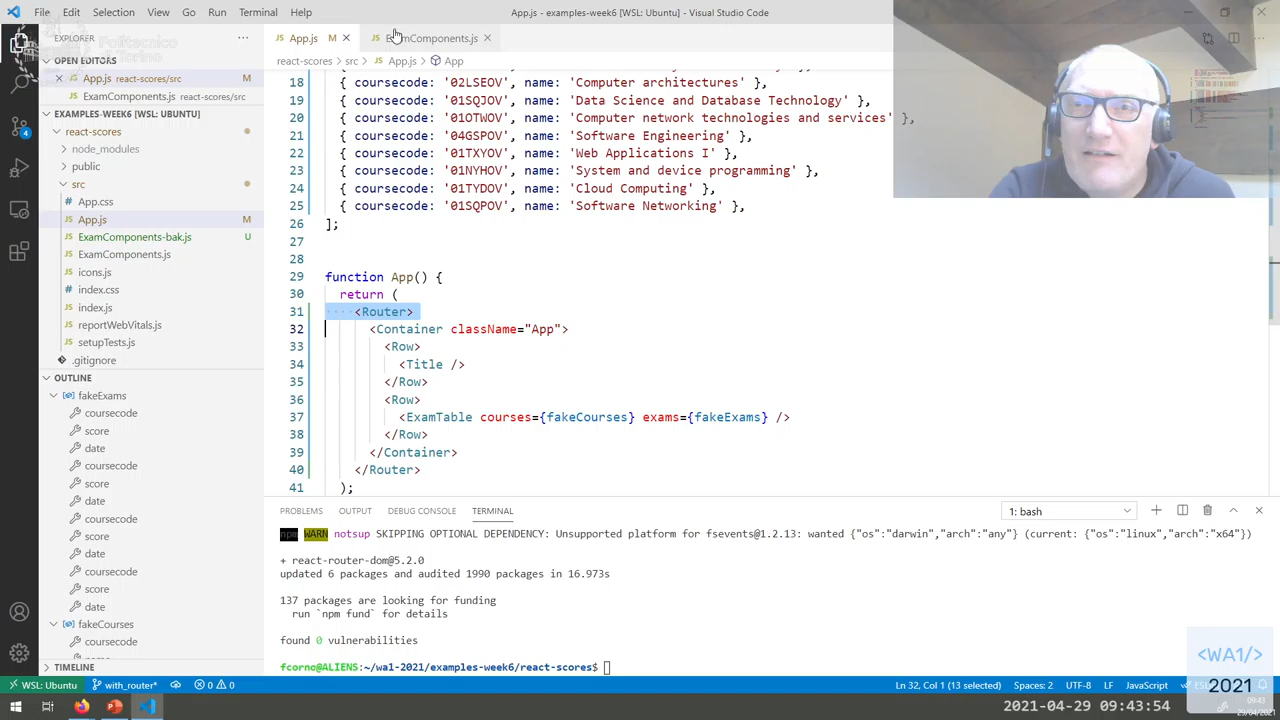 File Edit Selection View Go Run Terminal Help
App.js - examples-week6 [WSL: Ubuntu] - Visual Studio Code
Politecnico
di Torino
EXPLORER ...
OPEN EDITORS
App.js react-scores/src M
ExamComponents.js react-scores/src
EXAMPLES-WEEK6 [WSL: UBUNTU]
react-scores
node_modules
public
src
App.css
App.js M
ExamComponents-bak.js U
ExamComponents.js
icons.js
index.css
index.js
reportWebVitals.js
setupTests.js
.gitignore
OUTLINE
fakeExams
coursecode
score
date
coursecode
score
date
coursecode
score
date
coursecode
score
date
fakeCourses
coursecode
TIMELINE
App.js M
ExamComponents.js
react-scores > src > App.js > App
18 { coursecode: '02LSEOV', name: 'Computer architectures' },
19 { coursecode: '01SQJOV', name: 'Data Science and Database Technology' },
20 { coursecode: '01OTWOV', name: 'Computer network technologies and services' },
21 { coursecode: '04GSPOV', name: 'Software Engineering' },
22 { coursecode: '01TXYOV', name: 'Web Applications I' },
23 { coursecode: '01NYHOV', name: 'System and device programming' },
24 { coursecode: '01TYDOV', name: 'Cloud Computing' },
25 { coursecode: '01SQPOV', name: 'Software Networking' },
26 ];
27
28
29 function App() {
30 return (
31 <Router>
32 <Container className="App">
33 <Row>
34 <Title />
35 </Row>
36 <Row>
37 <ExamTable courses={fakeCourses} exams={fakeExams} />
38 </Row>
39 </Container>
40 </Router>
41 );
PROBLEMS OUTPUT DEBUG CONSOLE TERMINAL
1: bash
npm WARN notsup SKIPPING OPTIONAL DEPENDENCY: Unsupported platform for fsevents@1.2.13: wanted {"os":"darwin","arch":"any"} (current: {"os":"linux","arch":"x64"})
+ react-router-dom@5.2.0
updated 6 packages and audited 1990 packages in 16.973s
137 packages are looking for funding
run `npm fund` for details
found 0 vulnerabilities
fcorno@ALIENS:~/wa1-2021/examples-week6/react-scores$
<WA1/>
2021
WSL: Ubuntu with_router* 0 0
Ln 32, Col 1 (13 selected) Spaces: 2 UTF-8 LF JavaScript
2021-04-29 09:43:54
09:43
29/04/2021